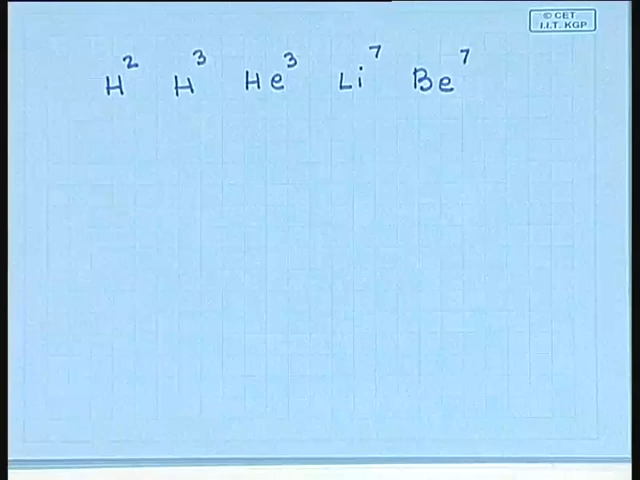 © CET
I.I.T. KGP
H² H³ He³ Li⁷ Be⁷